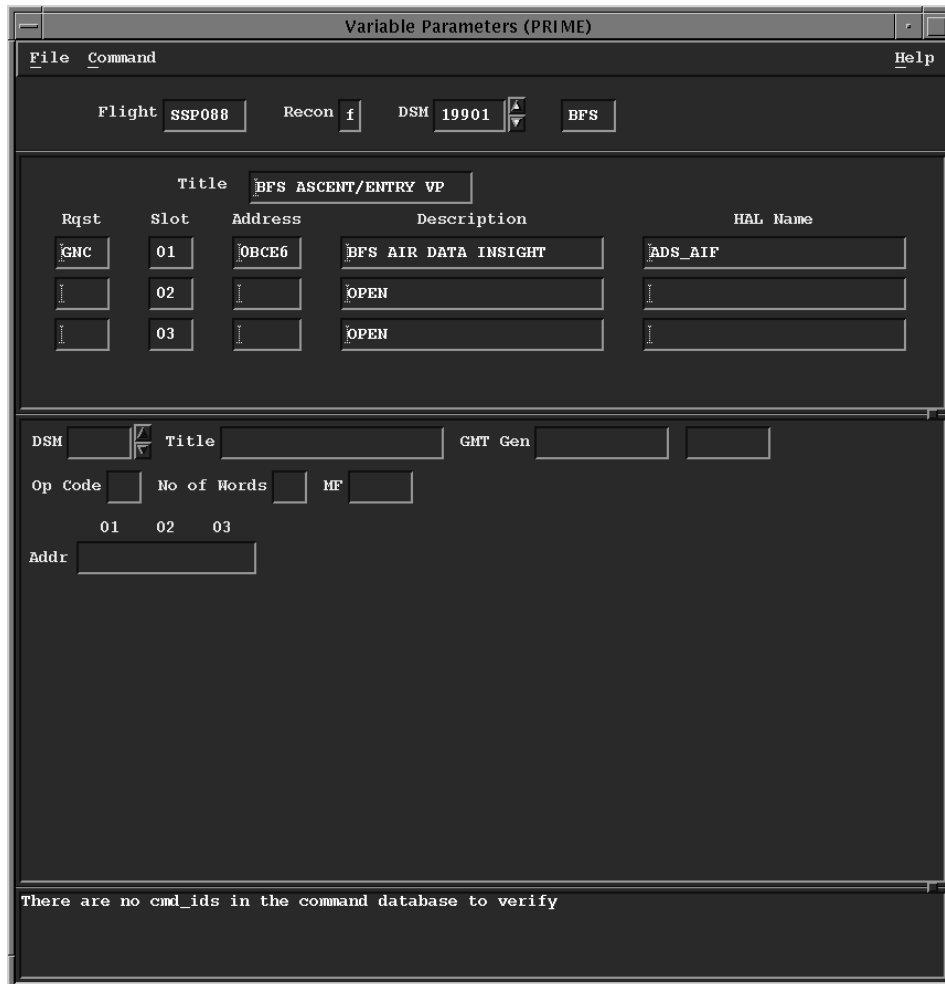 Variable Parameters (PRIME)
File Command Help
Flight SSP088 Recon f DSM 19901 BFS
Title BFS ASCENT/ENTRY VP
Rqst Slot Address Description HAL Name
GNC 01 0BCE6 BFS AIR DATA INSIGHT ADS_AIF
02 OPEN
03 OPEN
DSM Title GMT Gen
Op Code No of Words MF
01 02 03
Addr
There are no cmd_ids in the command database to verify